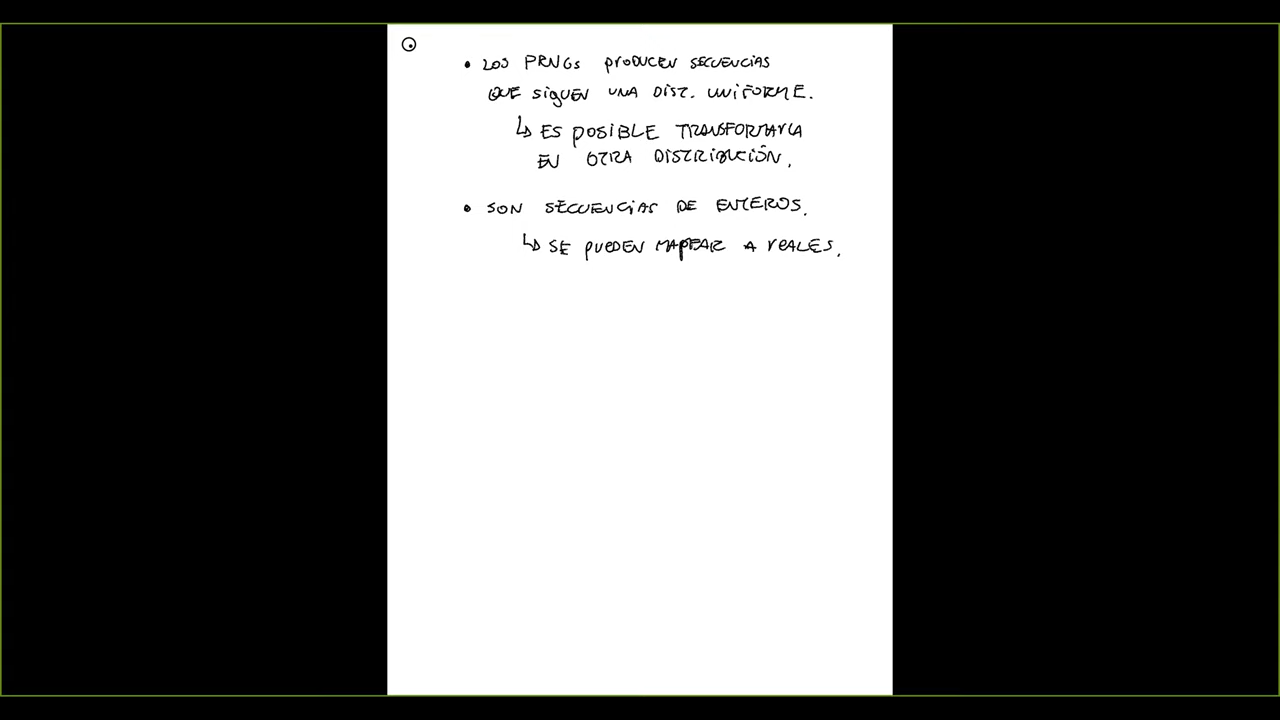 • LOS PRNGs PRODUCEN SECUENCIAS
QUE SIGUEN UNA DIST. UNIFORME.
↳ ES POSIBLE TRANSFORMARLA
EN OTRA DISTRIBUCIÓN.
• SON SECUENCIAS DE ENTEROS.
↳ SE PUEDEN MAPEAR A REALES.